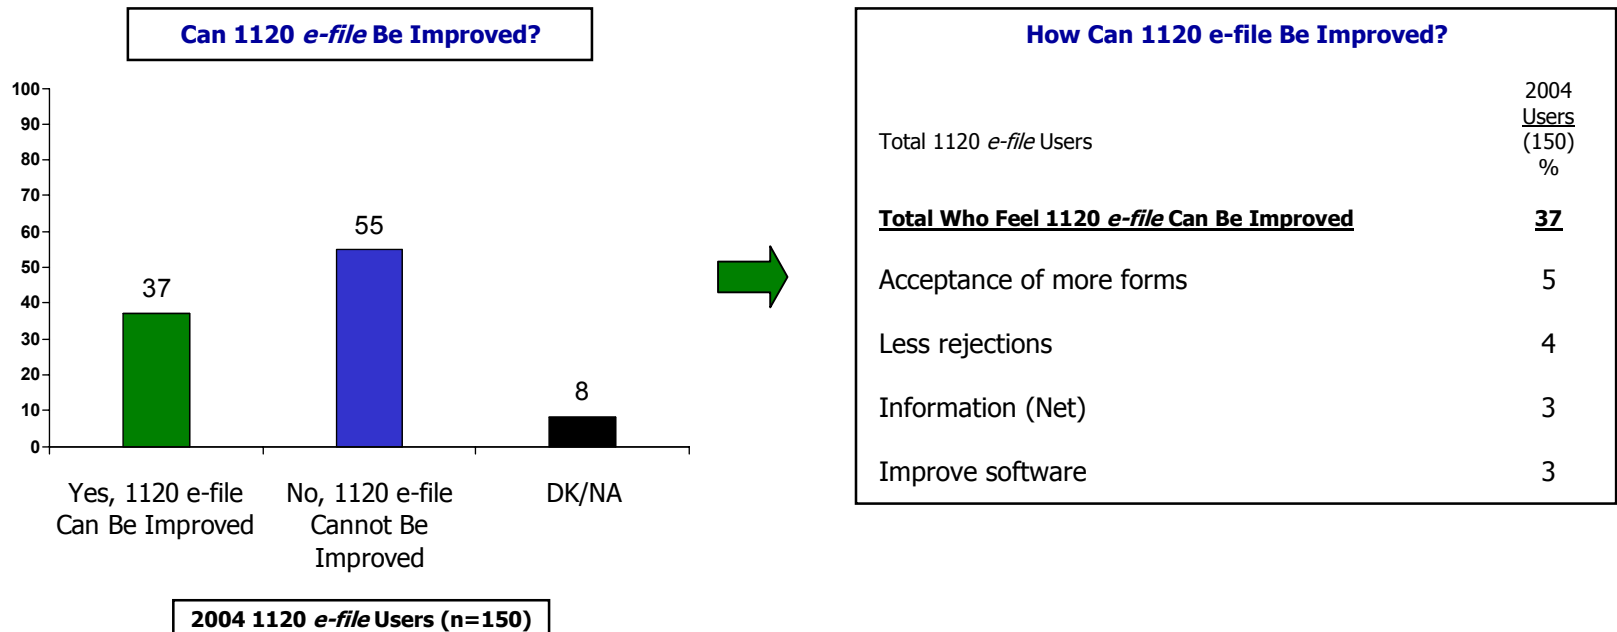 Can 1120 e-file Be Improved?
100
90
80
70
60
50
40
30
20
10
0
37
55
8
Yes, 1120 e-file
Can Be Improved
No, 1120 e-file
Cannot Be
Improved
DK/NA
2004 1120 e-file Users (n=150)
How Can 1120 e-file Be Improved?
2004
Users
Total 1120 e-file Users (150)
%
Total Who Feel 1120 e-file Can Be Improved 37
Acceptance of more forms 5
Less rejections 4
Information (Net) 3
Improve software 3